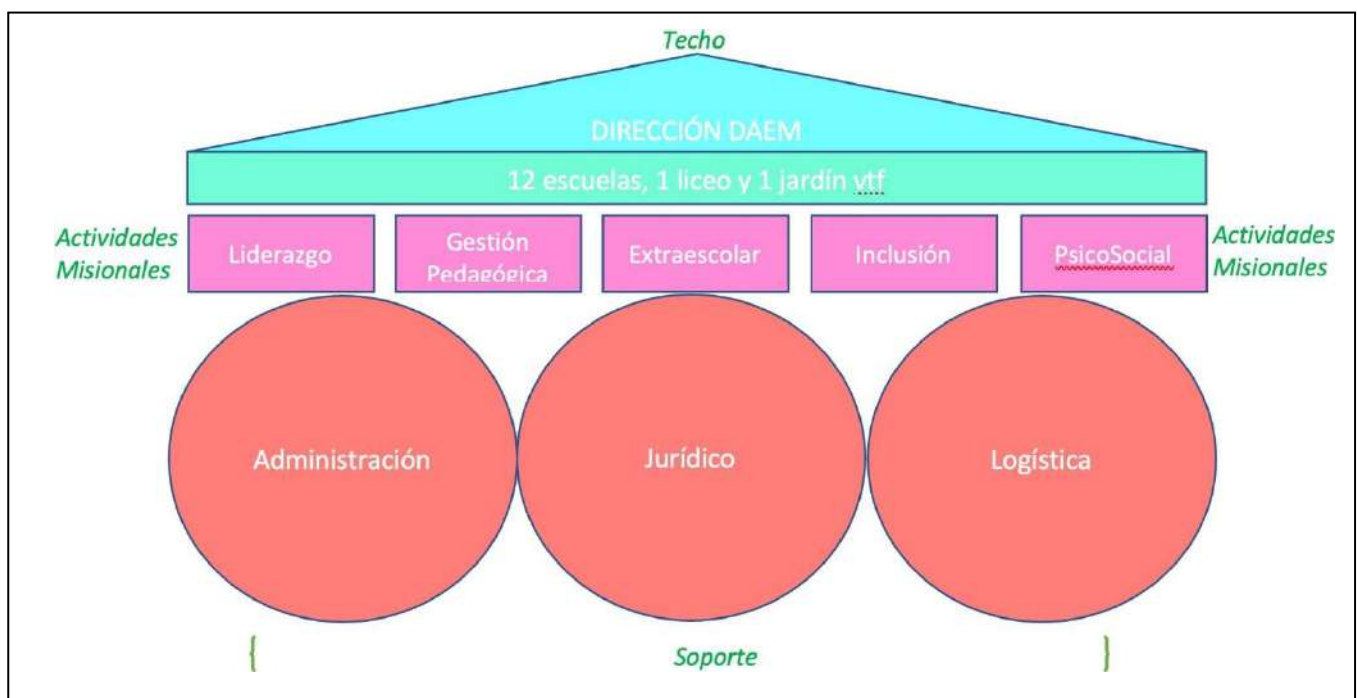 Techo
DIRECCIÓN DAEM
12 escuelas, 1 liceo y 1 jardín vtf
Actividades
Misionales
Liderazgo
Gestión
Pedagógica
Extraescolar
Inclusión
PsicoSocial
Actividades
Misionales
Administración
Jurídico
Logística
{ Soporte }